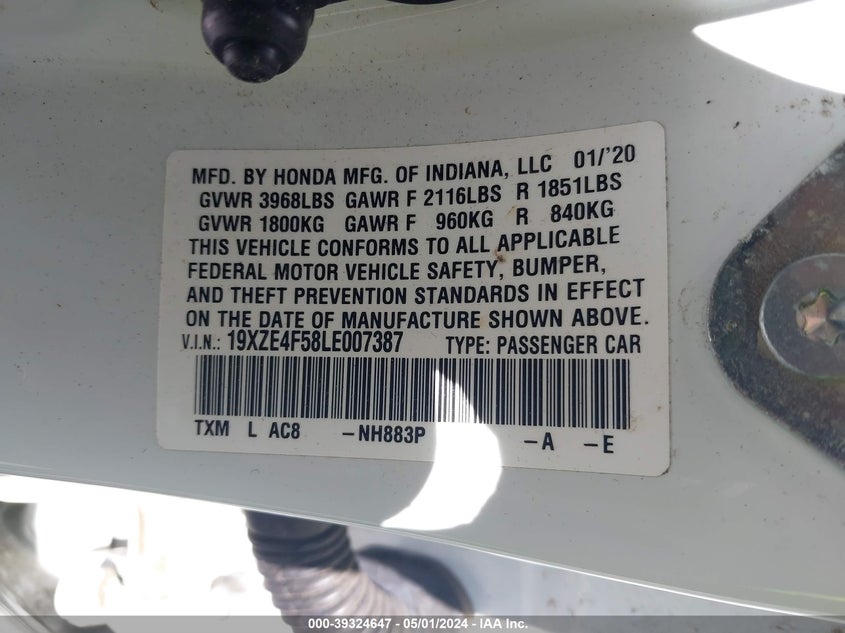 MFD. BY HONDA MFG. OF INDIANA, LLC 01/'20
GVWR 3968LBS GAWR F 2116LBS R 1851LBS
GVWR 1800KG GAWR F 960KG R 840KG
THIS VEHICLE CONFORMS TO ALL APPLICABLE
FEDERAL MOTOR VEHICLE SAFETY, BUMPER,
AND THEFT PREVENTION STANDARDS IN EFFECT
ON THE DATE OF MANUFACTURE SHOWN ABOVE.
V.I.N.: 19XZE4F58LE007387 TYPE: PASSENGER CAR
TXM L AC8 -NH883P -A -E
000-39324647 - 05/01/2024 - IAA Inc.